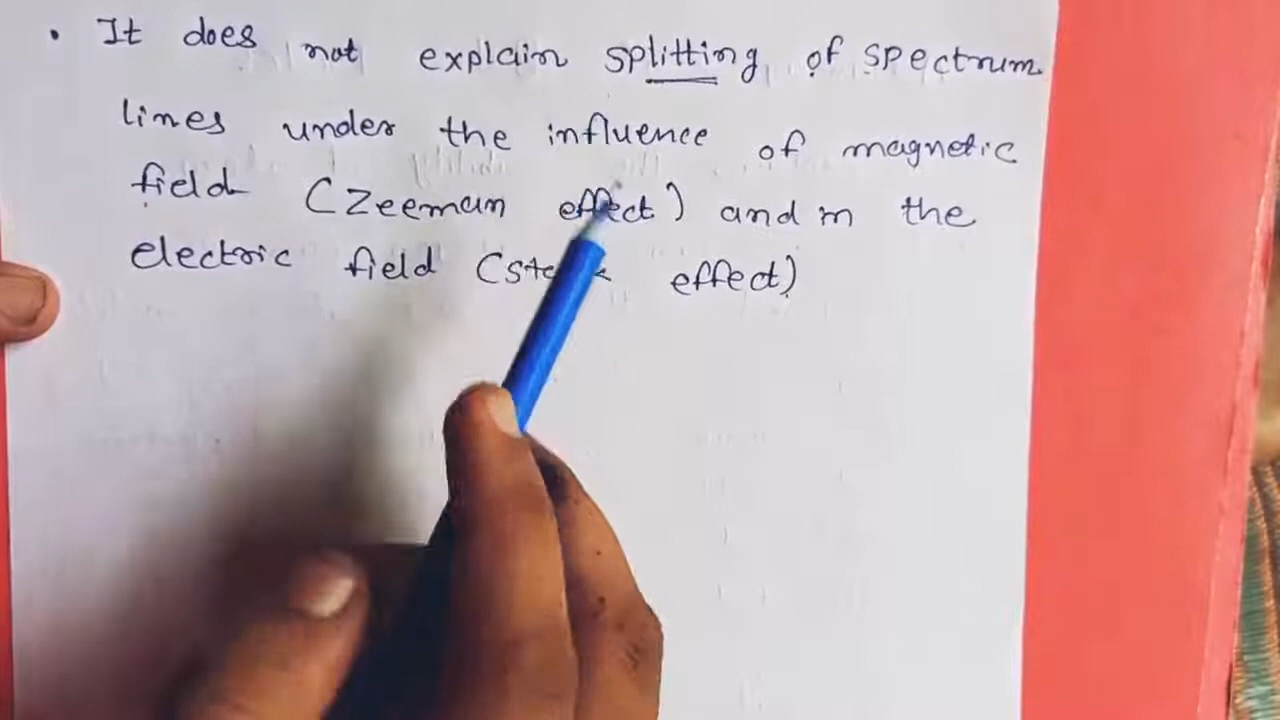 • It does not explain splitting of spectrum
lines under the influence of magnetic
field (Zeeman effect) and in the
electric field ( effect)